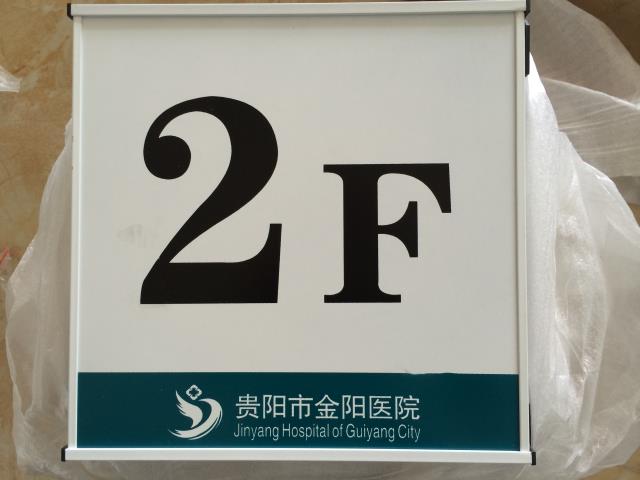 2F
贵阳市金阳医院
Jinyang Hospital of Guiyang City